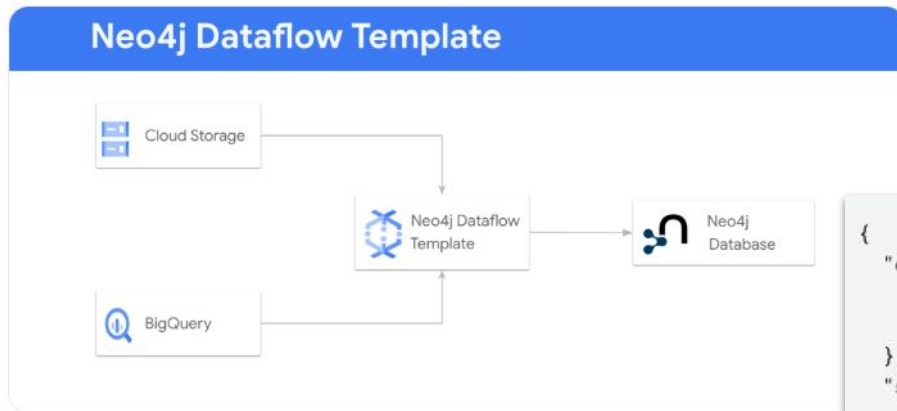 Neo4j Dataflow Template
Cloud Storage
Neo4j Dataflow
Template
Neo4j
Database
BigQuery
{
}